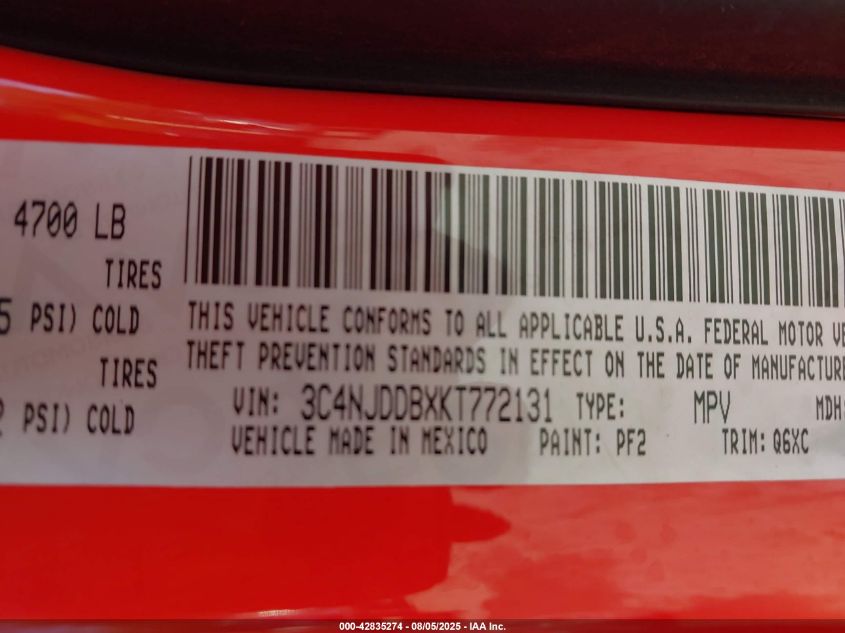 4700 LB
TIRES
5 PSI) COLD
TIRES
PSI) COLD
THIS VEHICLE CONFORMS TO ALL APPLICABLE U.S.A. FEDERAL MOTOR VE
THEFT PREVENTION STANDARDS IN EFFECT ON THE DATE OF MANUFACTURE
VIN: 3C4NJDDBXKT772131 TYPE: MPV MDH:
VEHICLE MADE IN MEXICO PAINT: PF2 TRIM: Q6XC
000-42835274 - 08/05/2025 - IAA Inc.